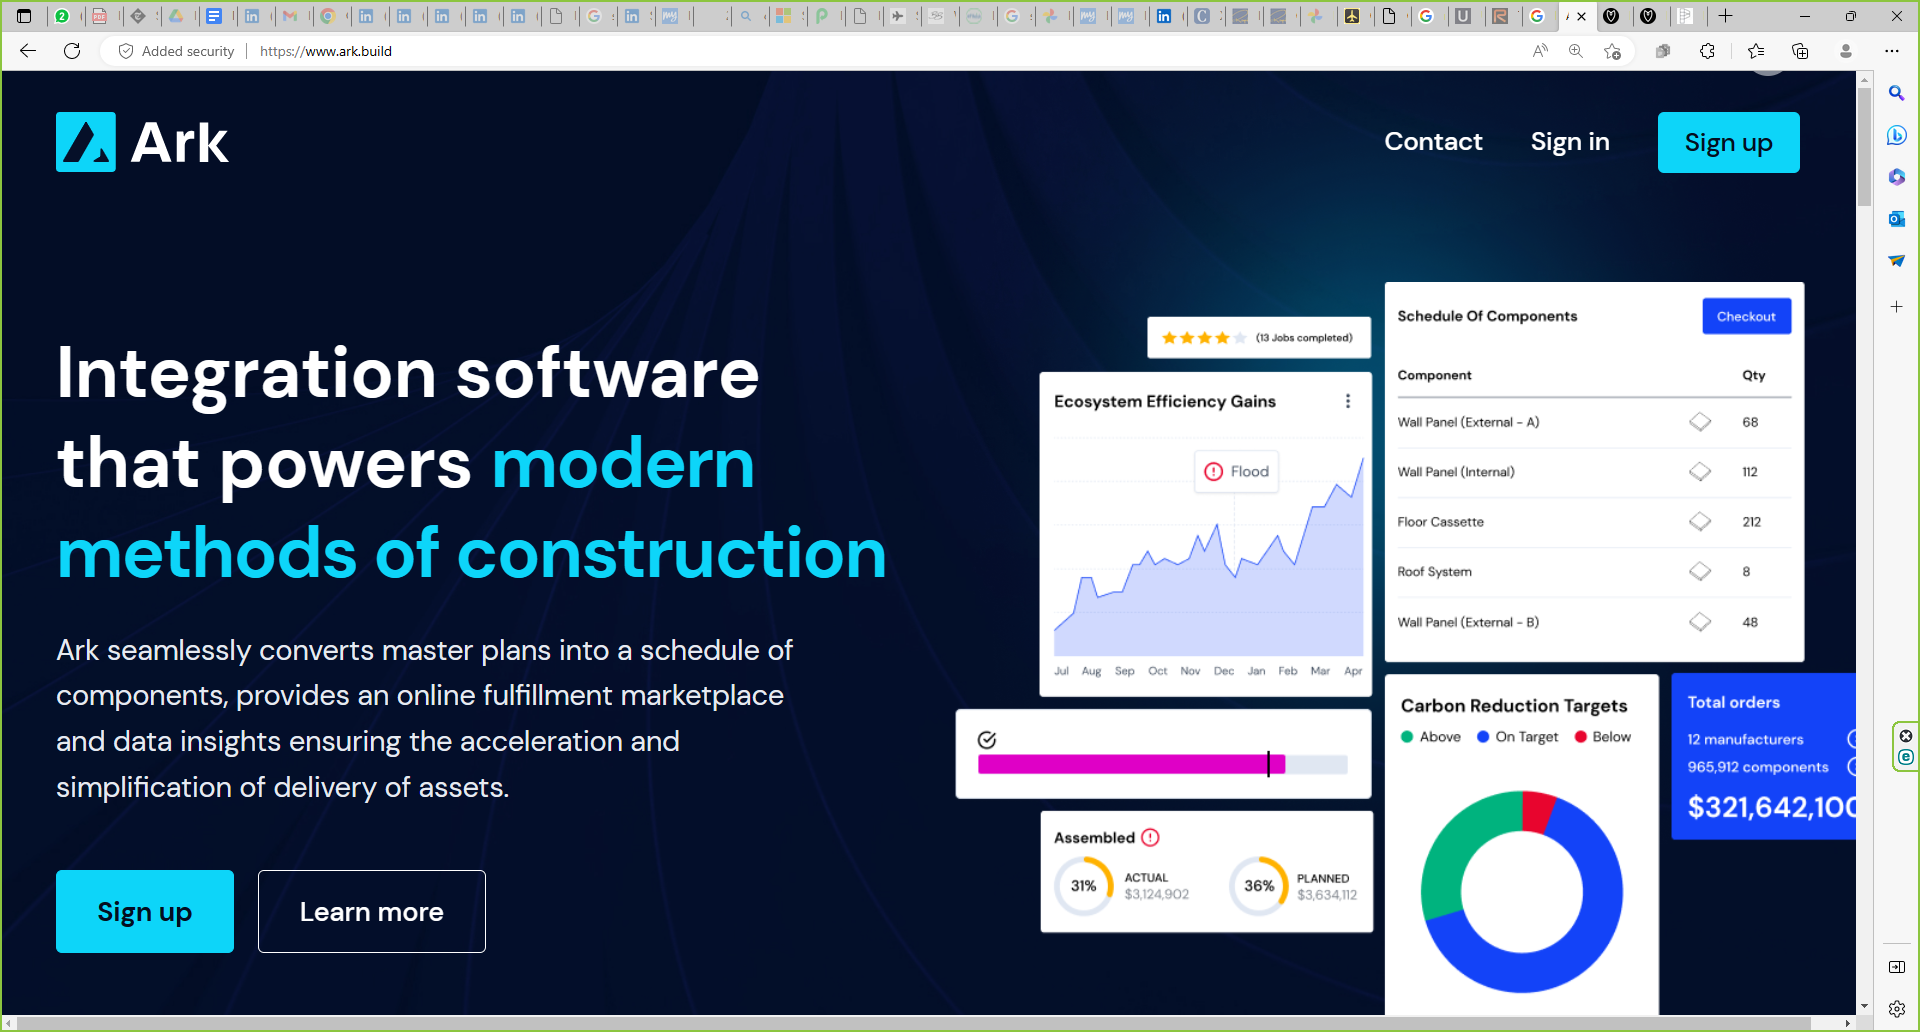 Added security
https://www.ark.build
Ark
Contact
Sign in
Sign up
Integration software
that powers modern
methods of construction
Ark seamlessly converts master plans into a schedule of
components, provides an online fulfillment marketplace
and data insights ensuring the acceleration and
simplification of delivery of assets.
Sign up
Learn more
(13 Jobs completed)
Ecosystem Efficiency Gains
Flood
Jul Aug Sep Oct Nov Dec Jan Feb Mar Apr
Assembled
31%
ACTUAL
$3,124,902
36%
PLANNED
$3,634,112
Schedule Of Components
Checkout
Component Qty
Wall Panel (External - A) 68
Wall Panel (Internal) 112
Floor Cassette 212
Roof System 8
Wall Panel (External - B) 48
Carbon Reduction Targets
Above On Target Below
Total orders
12 manufacturers
965,912 components
$321,642,100